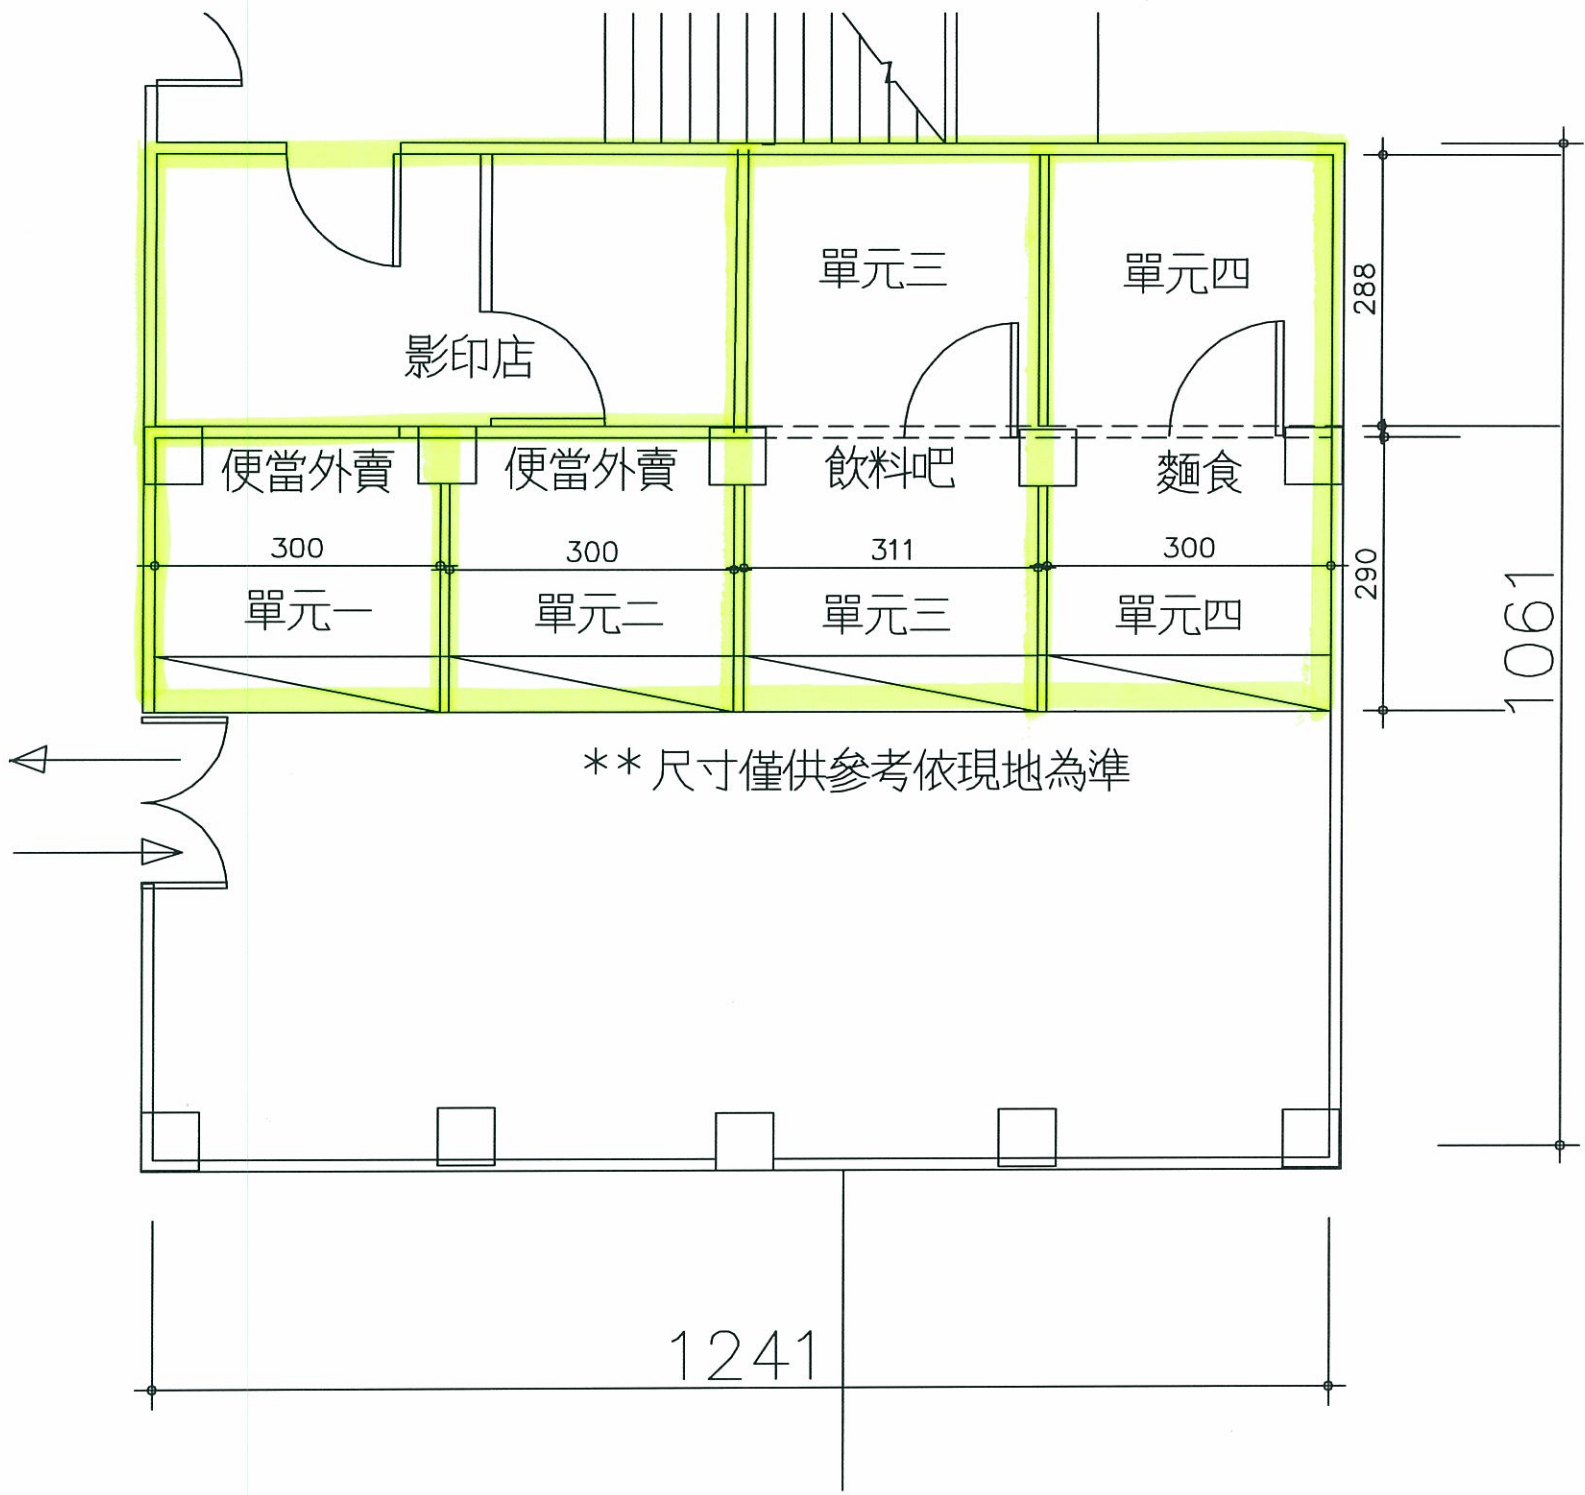 單元三
單元四
288
影印店
便當外賣
便當外賣
飲料吧
麵食
300
300
311
300
290
單元一
單元二
單元三
單元四
1061
**尺寸僅供參考依現地為準
1241